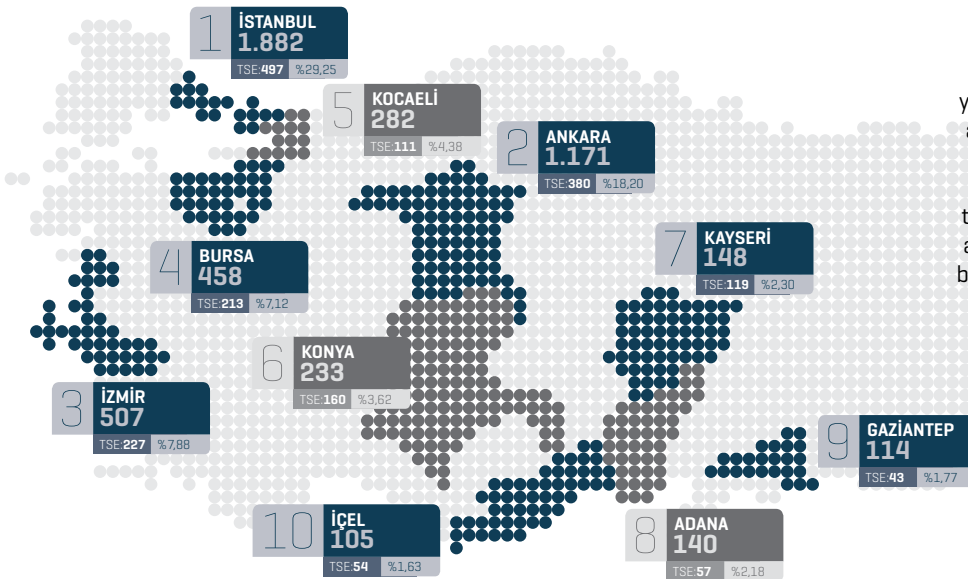 1
İSTANBUL
1.882
TSE:497 %29,25
5
KOCAELİ
282
TSE:111 %4,38
2
ANKARA
1.171
TSE:380 %18,20
4
BURSA
458
TSE:213 %7,12
7
KAYSERİ
148
TSE:119 %2,30
6
KONYA
233
TSE:160 %3,62
3
İZMİR
507
TSE:227 %7,88
9
GAZİANTEP
114
TSE:43 %1,77
10
İÇEL
105
TSE:54 %1,63
8
ADANA
140
TSE:57 %2,18